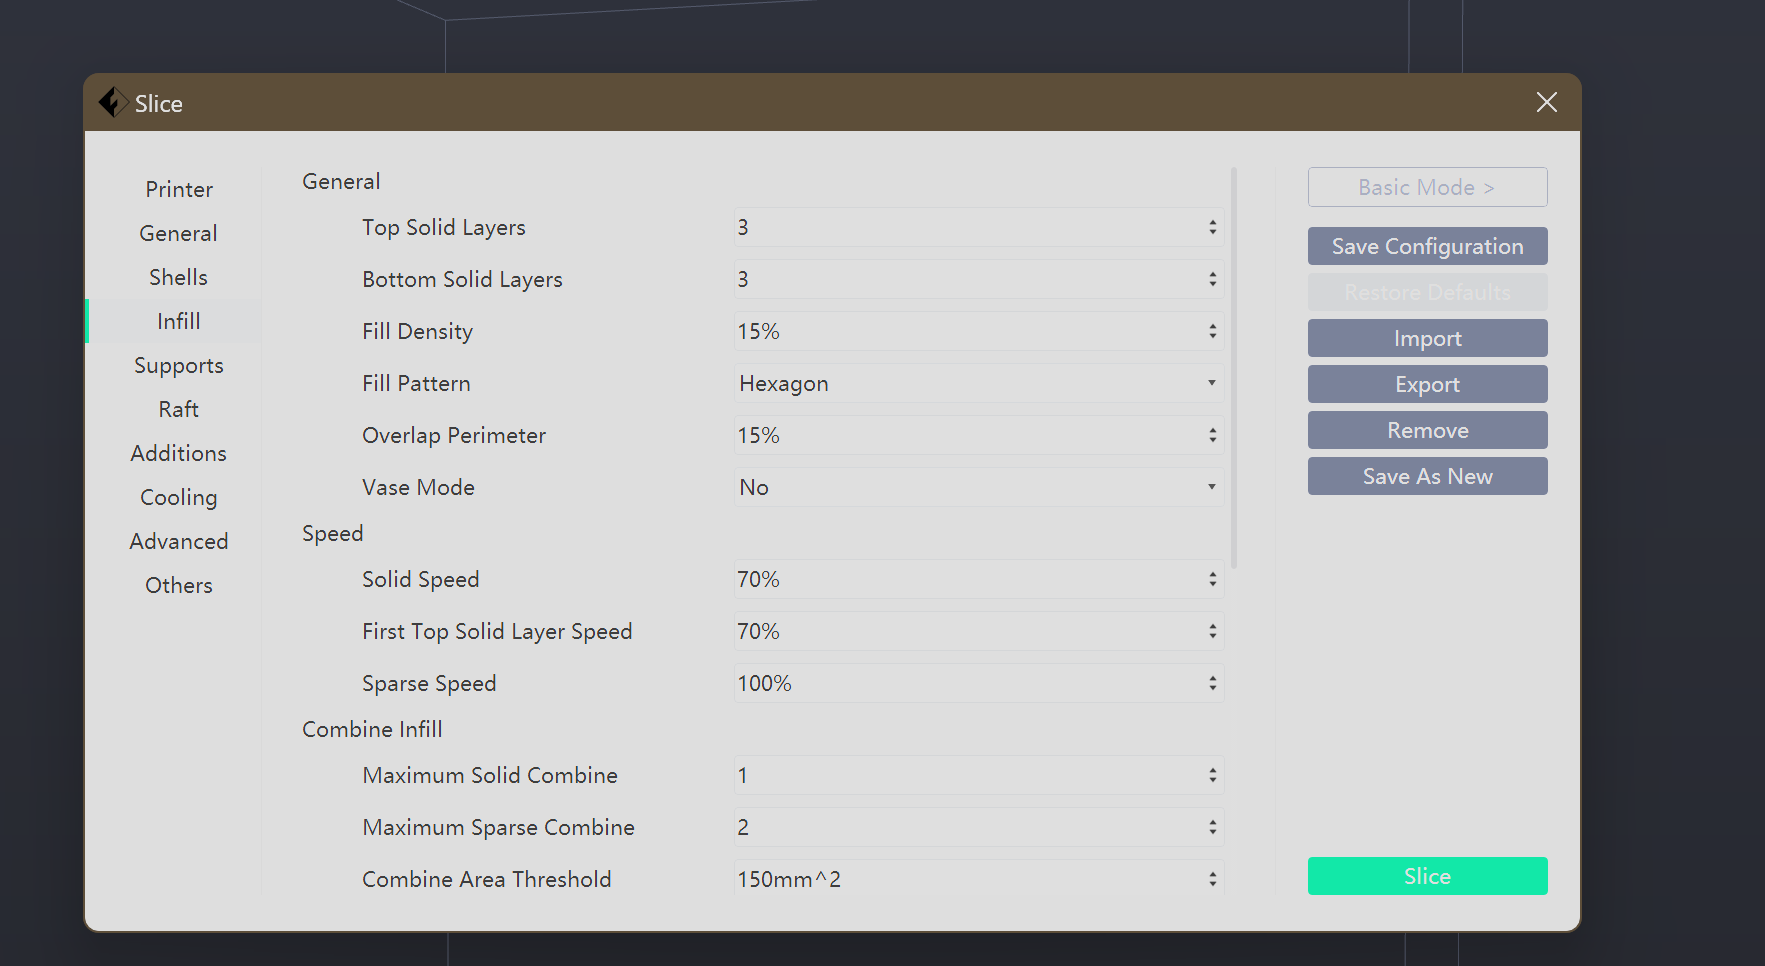 Slice
Printer
General
Shells
Infill
Supports
Raft
Additions
Cooling
Advanced
Others
General
Top Solid Layers 3
Bottom Solid Layers 3
Fill Density 15%
Fill Pattern Hexagon
Overlap Perimeter 15%
Vase Mode No
Speed
Solid Speed 70%
First Top Solid Layer Speed 70%
Sparse Speed 100%
Combine Infill
Maximum Solid Combine 1
Maximum Sparse Combine 2
Combine Area Threshold 150mm^2
Basic Mode >
Save Configuration
Restore Defaults
Import
Export
Remove
Save As New
Slice